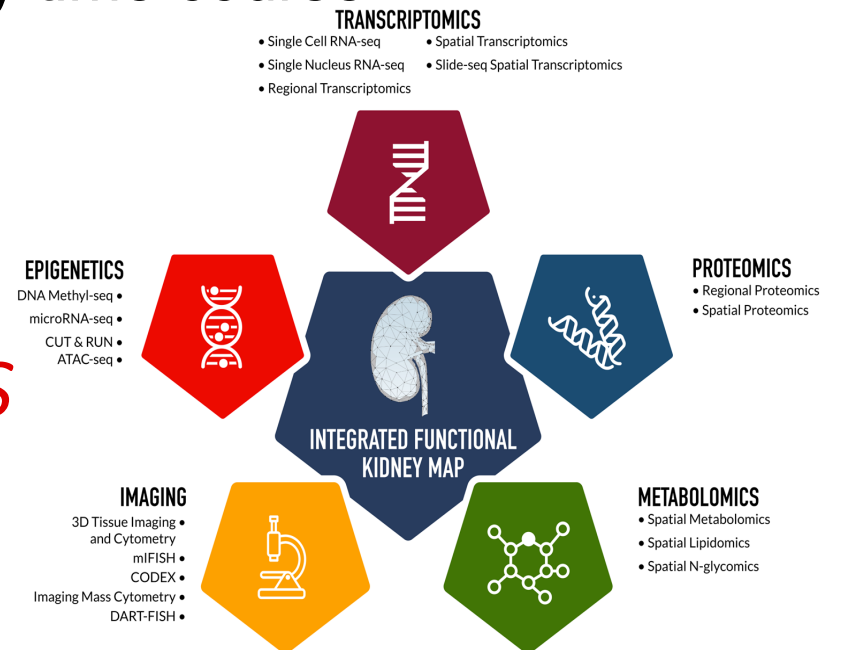 TRANSCRIPTOMICS
• Single Cell RNA-seq
• Single Nucleus RNA-seq
• Regional Transcriptomics
• Spatial Transcriptomics
• Slide-seq Spatial Transcriptomics
EPIGENETICS
DNA Methyl-seq •
microRNA-seq •
CUT & RUN •
ATAC-seq •
PROTEOMICS
• Regional Proteomics
• Spatial Proteomics
INTEGRATED FUNCTIONAL
KIDNEY MAP
IMAGING
3D Tissue Imaging •
and Cytometry
mIFISH •
CODEX •
Imaging Mass Cytometry •
DART-FISH •
METABOLOMICS
• Spatial Metabolomics
• Spatial Lipidomics
• Spatial N-glycomics